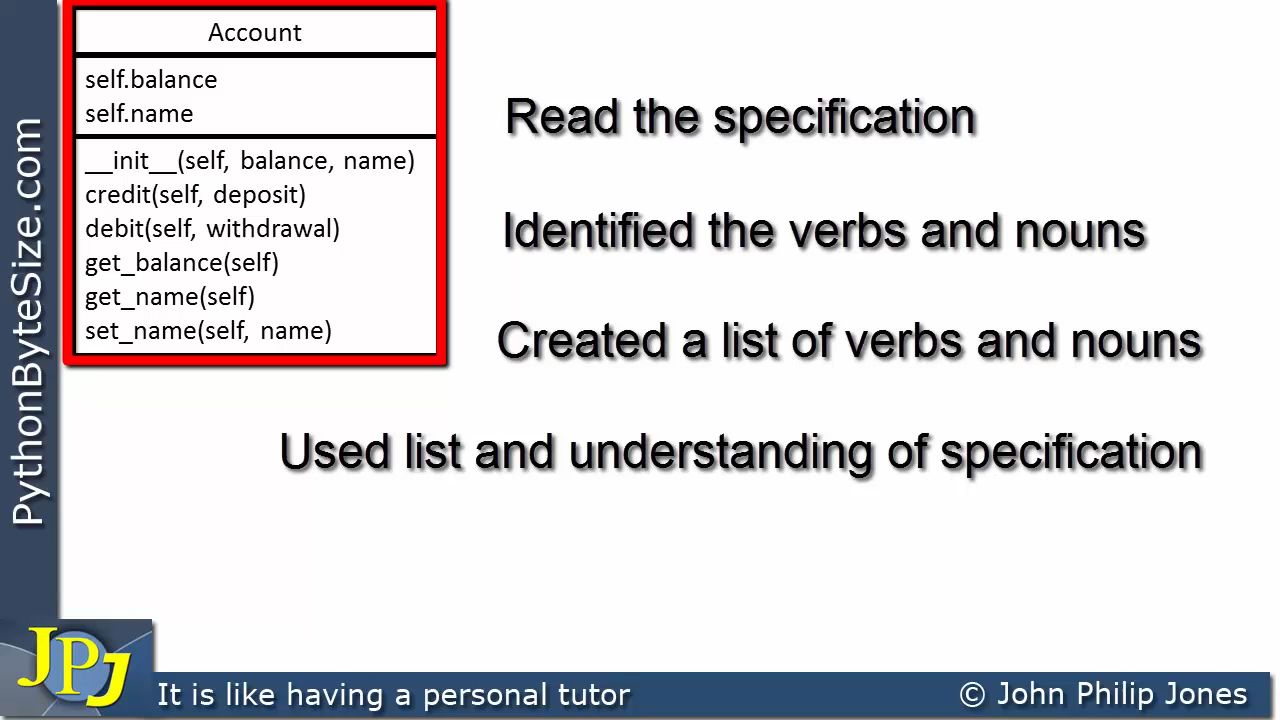 Account
self.balance
self.name
__init__(self, balance, name)
credit(self, deposit)
debit(self, withdrawal)
get_balance(self)
get_name(self)
set_name(self, name)
Read the specification
Identified the verbs and nouns
Created a list of verbs and nouns
Used list and understanding of specification
PythonByteSize.com
JPJ
It is like having a personal tutor
© John Philip Jones